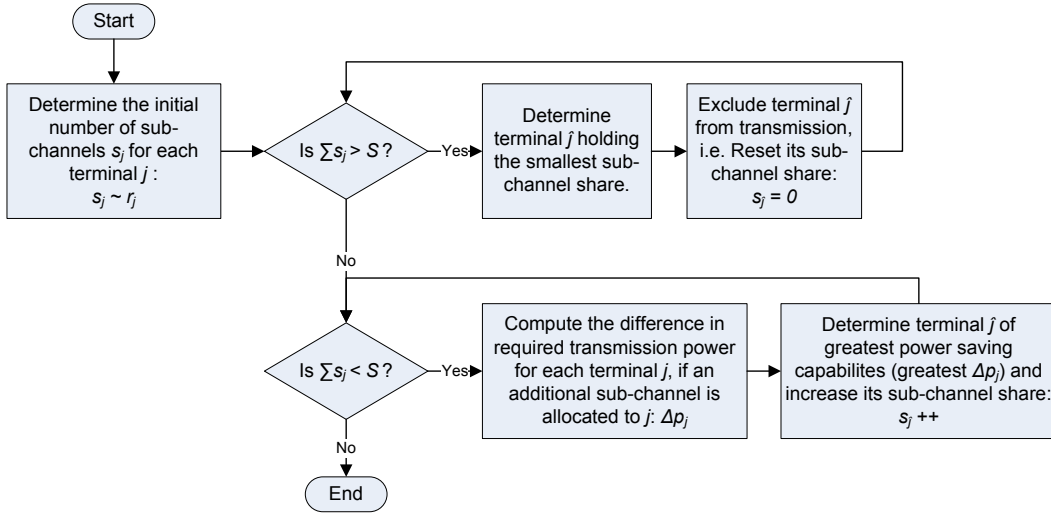 Start
Determine the initial
number of sub-
channels sⱼ for each
terminal j :
sⱼ ~ rⱼ
Is ∑sⱼ > S ?
Yes
Determine
terminal ĵ holding
the smallest sub-
channel share.
Exclude terminal ĵ
from transmission,
i.e. Reset its sub-
channel share:
s_ĵ = 0
No
Is ∑sⱼ < S ?
Yes
Compute the difference in
required transmission power
for each terminal j, if an
additional sub-channel is
allocated to j: Δpⱼ
Determine terminal ĵ of
greatest power saving
capabilites (greatest Δpⱼ) and
increase its sub-channel share:
s_ĵ ++
No
End